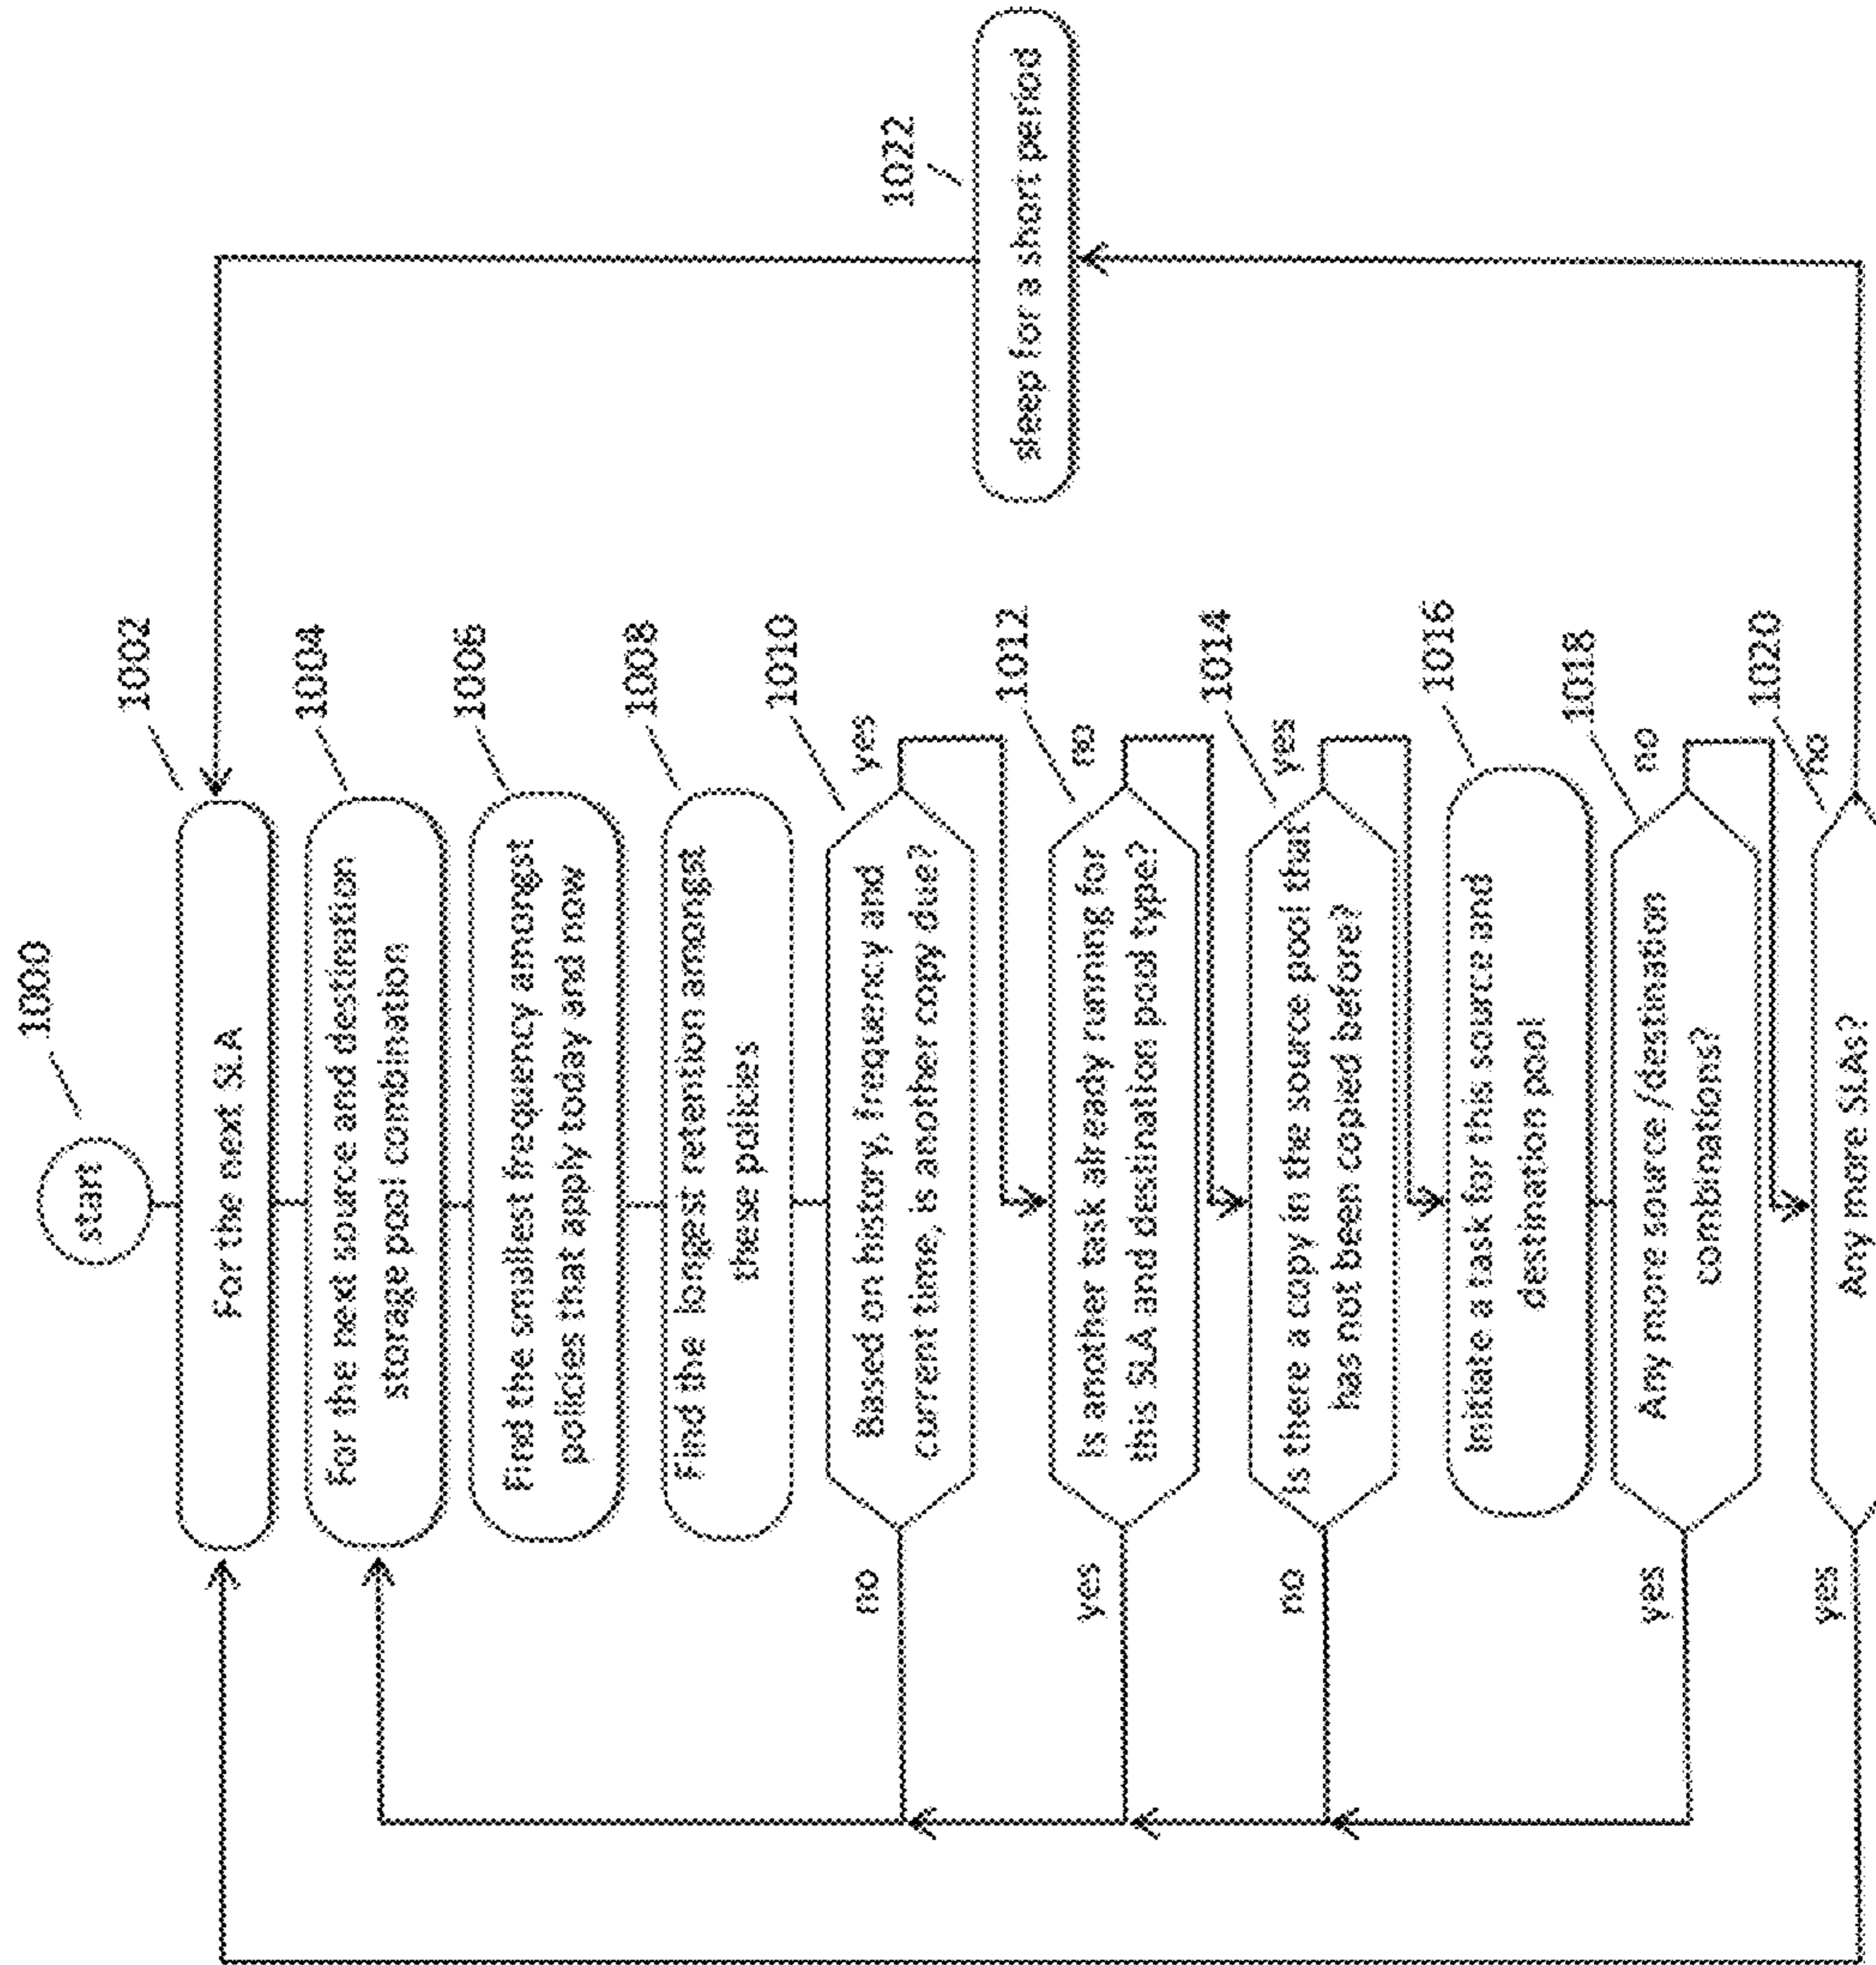 1000
start
1002
For the next SLA
1004
For the next source and destination
storage pool combination
1006
Find the smallest frequency amongst
policies that apply today and now
1008
Find the longest retention amongst
these policies
1010
Based on history, frequency and
current time, is another copy due?
no
yes
1012
Is another task already running for
this SLA and destination pool type?
yes
no
1014
Is there a copy in the source pool that
has not been copied before?
no
yes
1016
Initiate a task for this source and
destination pool
1018
Any more source/destination
combinations?
yes
no
1020
Any more SLAs?
yes
no
1022
sleep for a short period